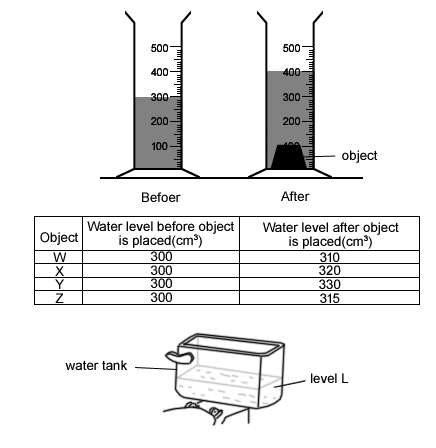 500 500
400 400
300 300
200 200
100 100
object
Befoer After
Object Water level before object is placed(cm³) Water level after object is placed(cm³)
W 300 310
X 300 320
Y 300 330
Z 300 315
water tank
level L